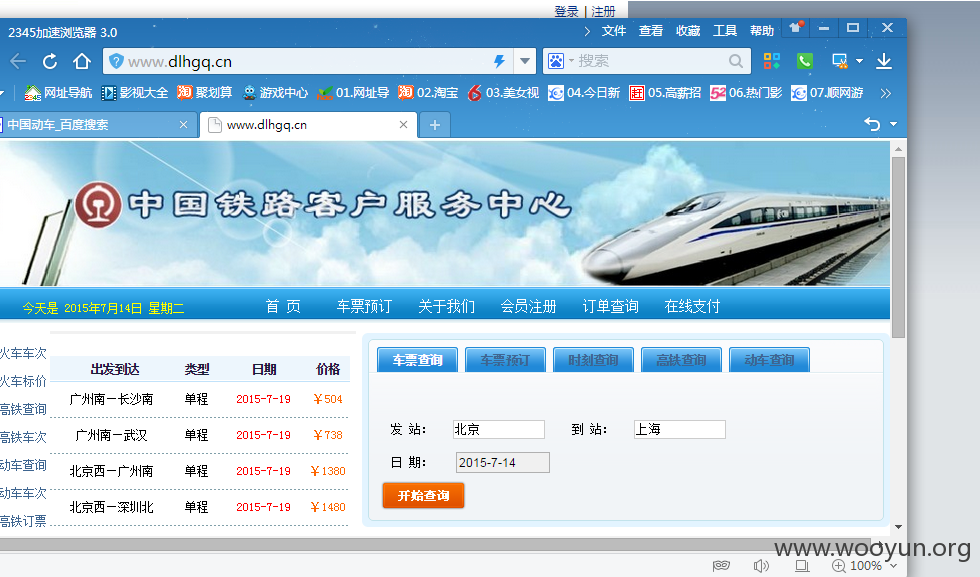 登录 | 注册
2345加速浏览器 3.0
文件 查看 收藏 工具 帮助
www.dlhgq.cn
搜索
网址导航 影视大全 聚划算 游戏中心 01.网址导 02.淘宝 03.美女视 04.今日新 05.高薪招 06.热门影 07.顺网游
中国动车_百度搜索 www.dlhgq.cn
中国铁路客户服务中心
今天是 2015年7月14日 星期二
首 页 车票预订 关于我们 会员注册 订单查询 在线支付
火车车次
火车标价
高铁查询
高铁车次
动车查询
动车车次
高铁订票
出发到达 类型 日期 价格
广州南－长沙南 单程 2015-7-19 ￥504
广州南－武汉 单程 2015-7-19 ￥738
北京西－广州南 单程 2015-7-19 ￥1380
北京西－深圳北 单程 2015-7-19 ￥1480
车票查询 车票预订 时刻查询 高铁查询 动车查询
发 站: 北京 到 站: 上海
日 期: 2015-7-14
开始查询
www.wooyun.org
100%